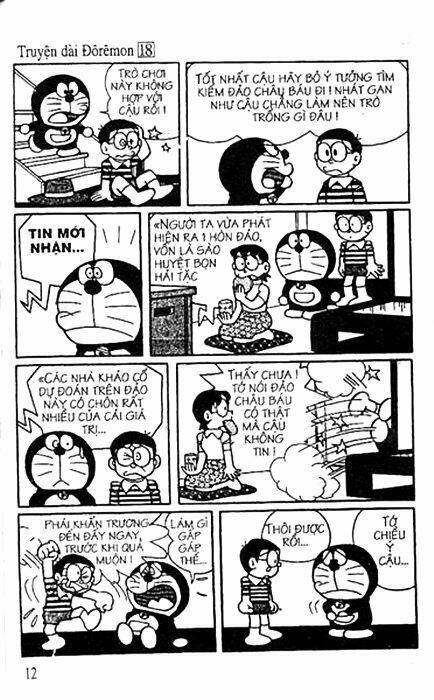 Truyện dài Đôrêmon 18
TRÒ CHƠI
NÀY KHÔNG
HỢP VỚI
CẬU RỒI !
TỐT NHẤT CẬU HÃY BỎ Ý TƯỞNG TÌM
KIẾM ĐẢO CHÂU BÁU ĐI ! NHÁT GAN
NHƯ CẬU CHẲNG LÀM NÊN TRÒ
TRỐNG GÌ ĐÂU !
TIN MỚI
NHẬN...
«NGƯỜI TA VỪA PHÁT
HIỆN RA 1 HÒN ĐẢO,
VỐN LÀ SÀO
HUYỆT BỌN
HẢI TẶC
«CÁC NHÀ KHẢO CỔ
DỰ ĐOÁN TRÊN ĐẢO
NÀY CÓ CHÔN RẤT
NHIỀU CỦA CẢI GIÁ
TRỊ...
THẤY CHƯA !
TỚ NÓI ĐẢO
CHÂU BÁU
CÓ THẬT
MÀ CẬU
KHÔNG
TIN !
PHẢI KHẨN TRƯƠNG
ĐẾN ĐẤY NGAY,
TRƯỚC KHI QUÁ
MUỘN !
LÀM GÌ
GẤP
GÁP
THẾ...
THÔI ĐƯỢC
RỒI...
TỚ
CHIỀU
Ý
CẬU...
12